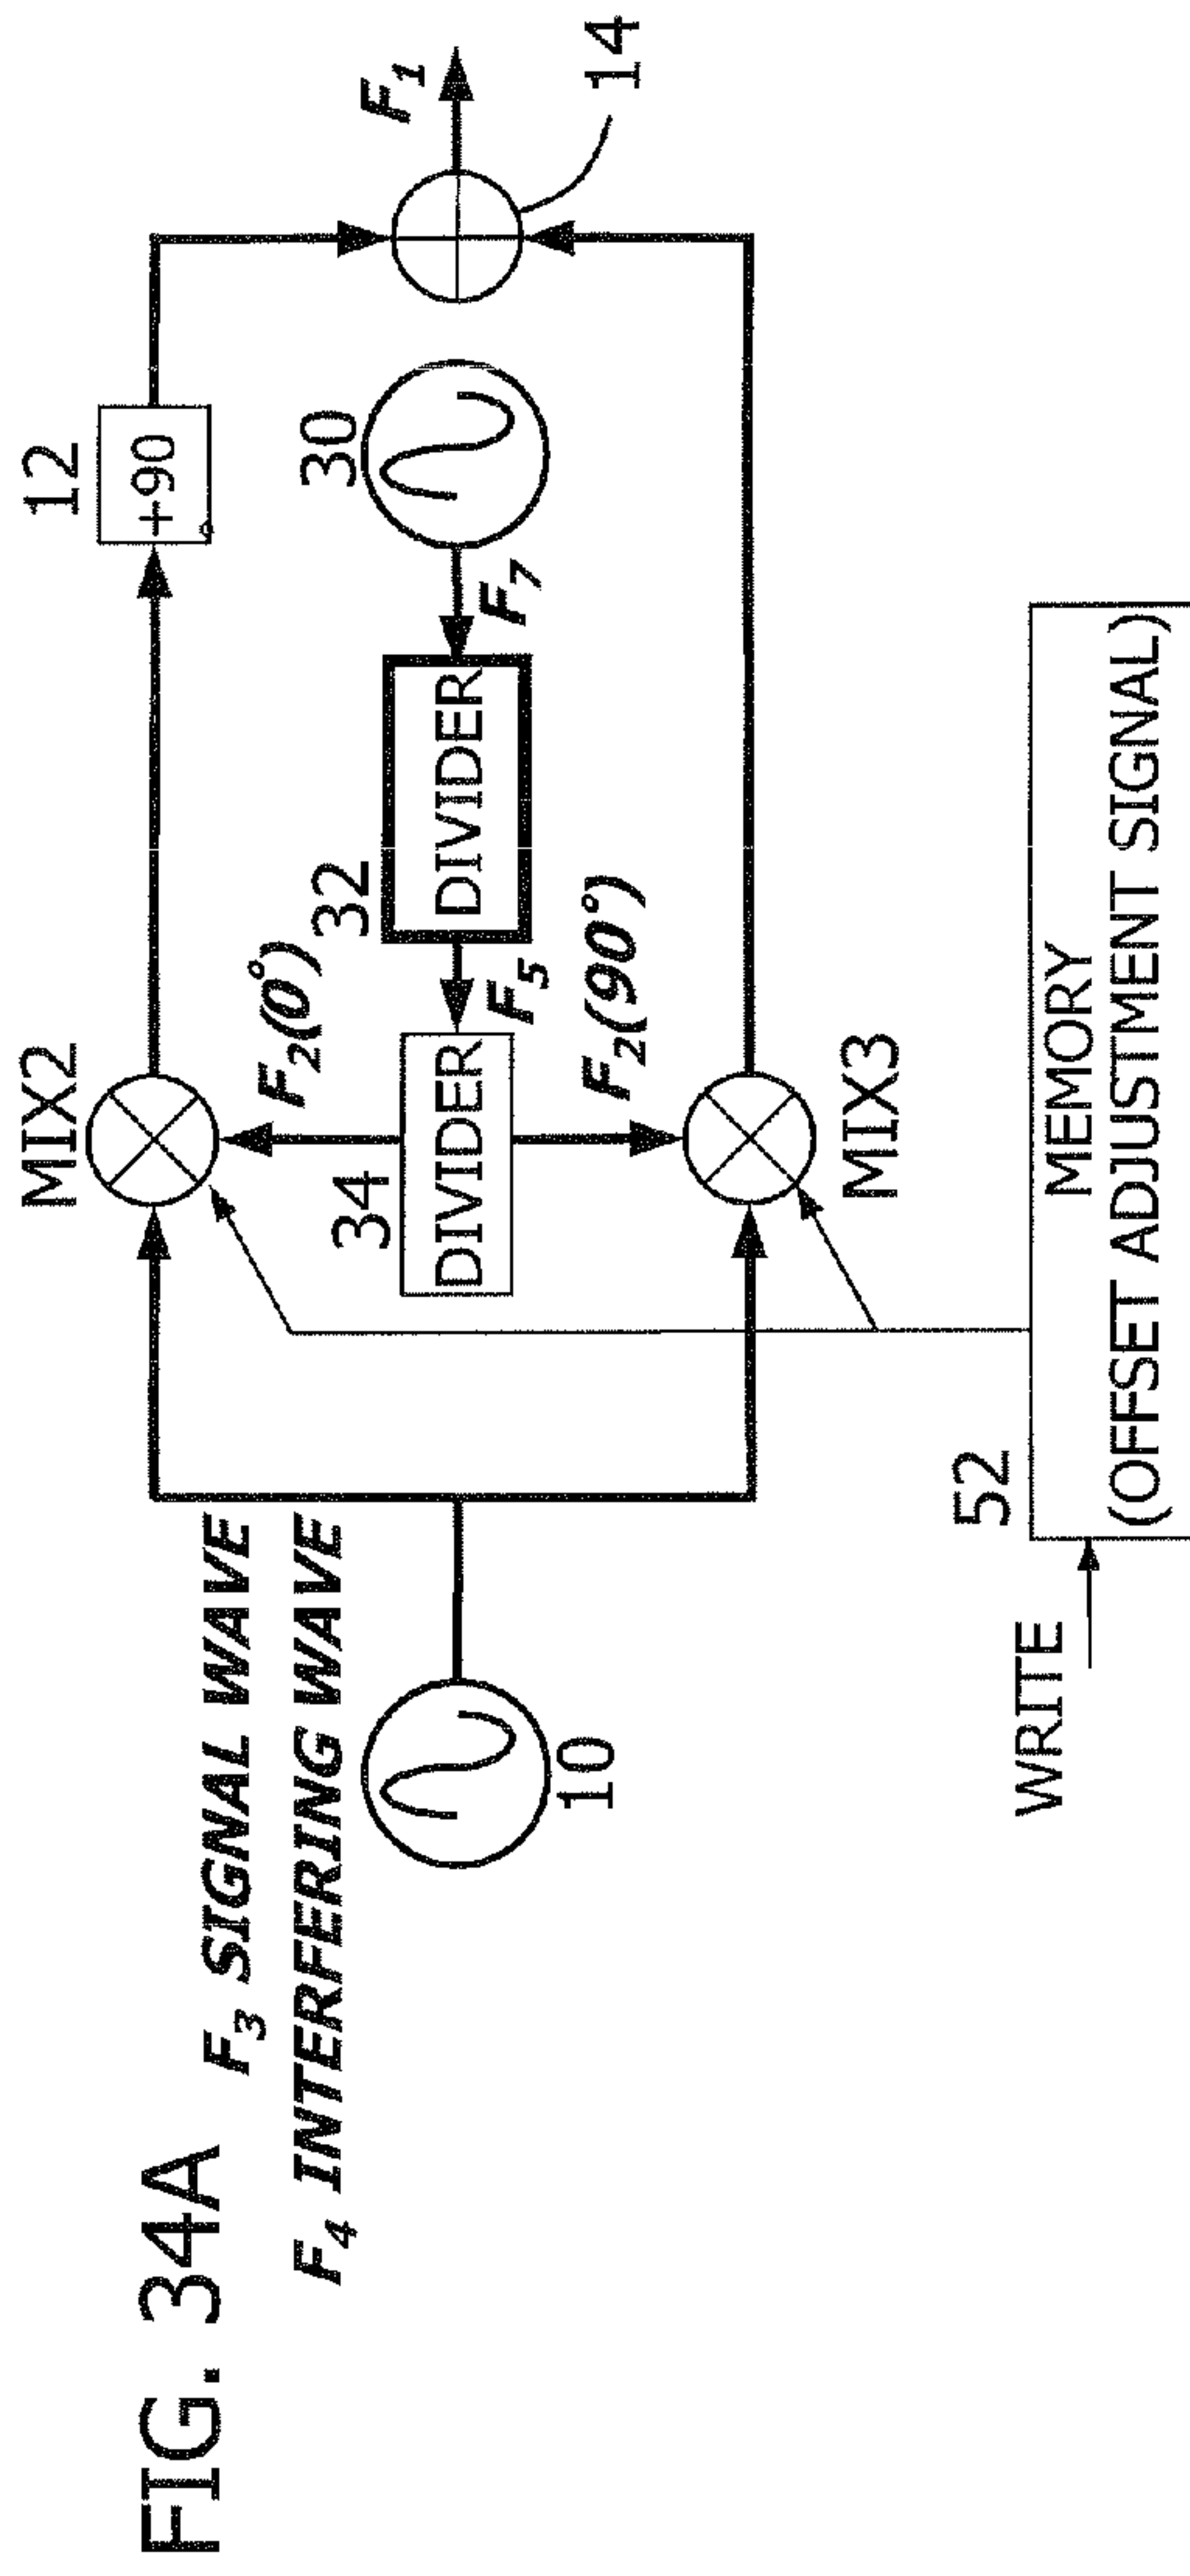 FIG. 34A
F3 SIGNAL WAVE
F4 INTERFERING WAVE
10
MIX2
12
+90°
34
DIVIDER
F2(0°)
32
DIVIDER
F5
F2(90°)
30
F7
F1
14
MIX3
WRITE
52
MEMORY
(OFFSET ADJUSTMENT SIGNAL)